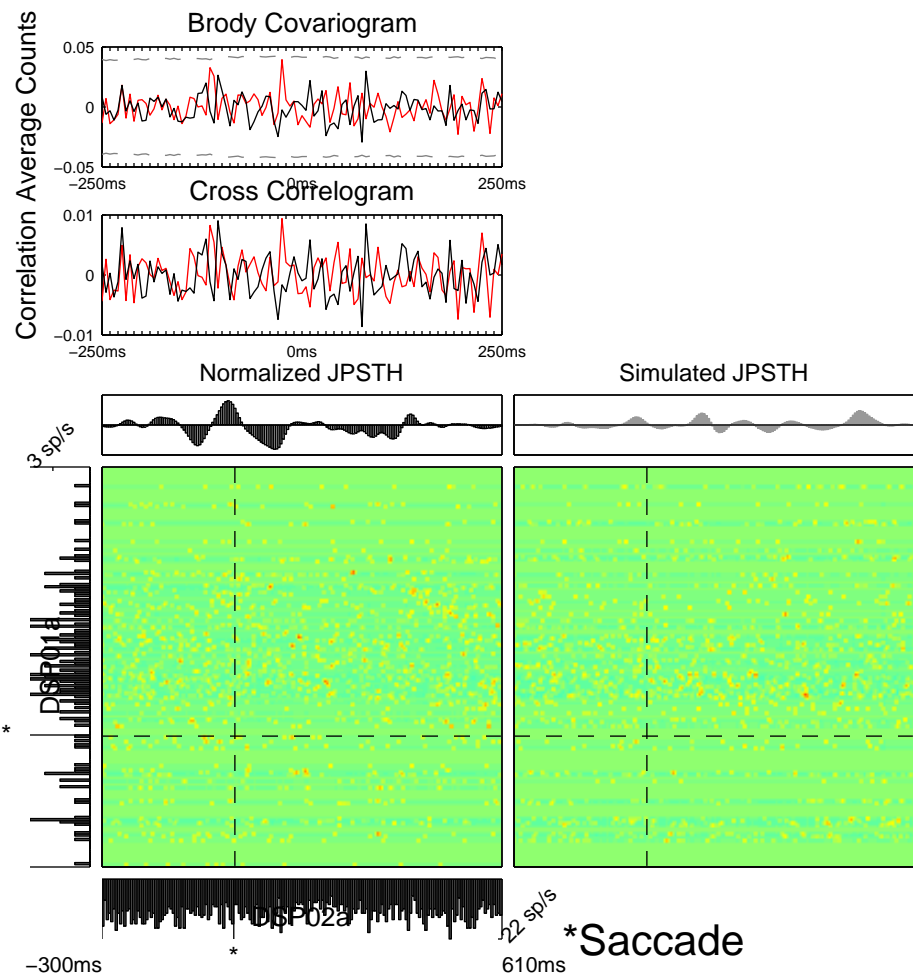 Brody Covariogram
Correlation Average Counts
0.05
0
−0.05
−250ms
0ms
250ms
Cross Correlogram
0.01
0
−0.01
−250ms
0ms
250ms
Normalized JPSTH
Simulated JPSTH
3 sp/s
DSP01a
*
DSP02a
22 sp/s
*
*Saccade
−300ms
610ms